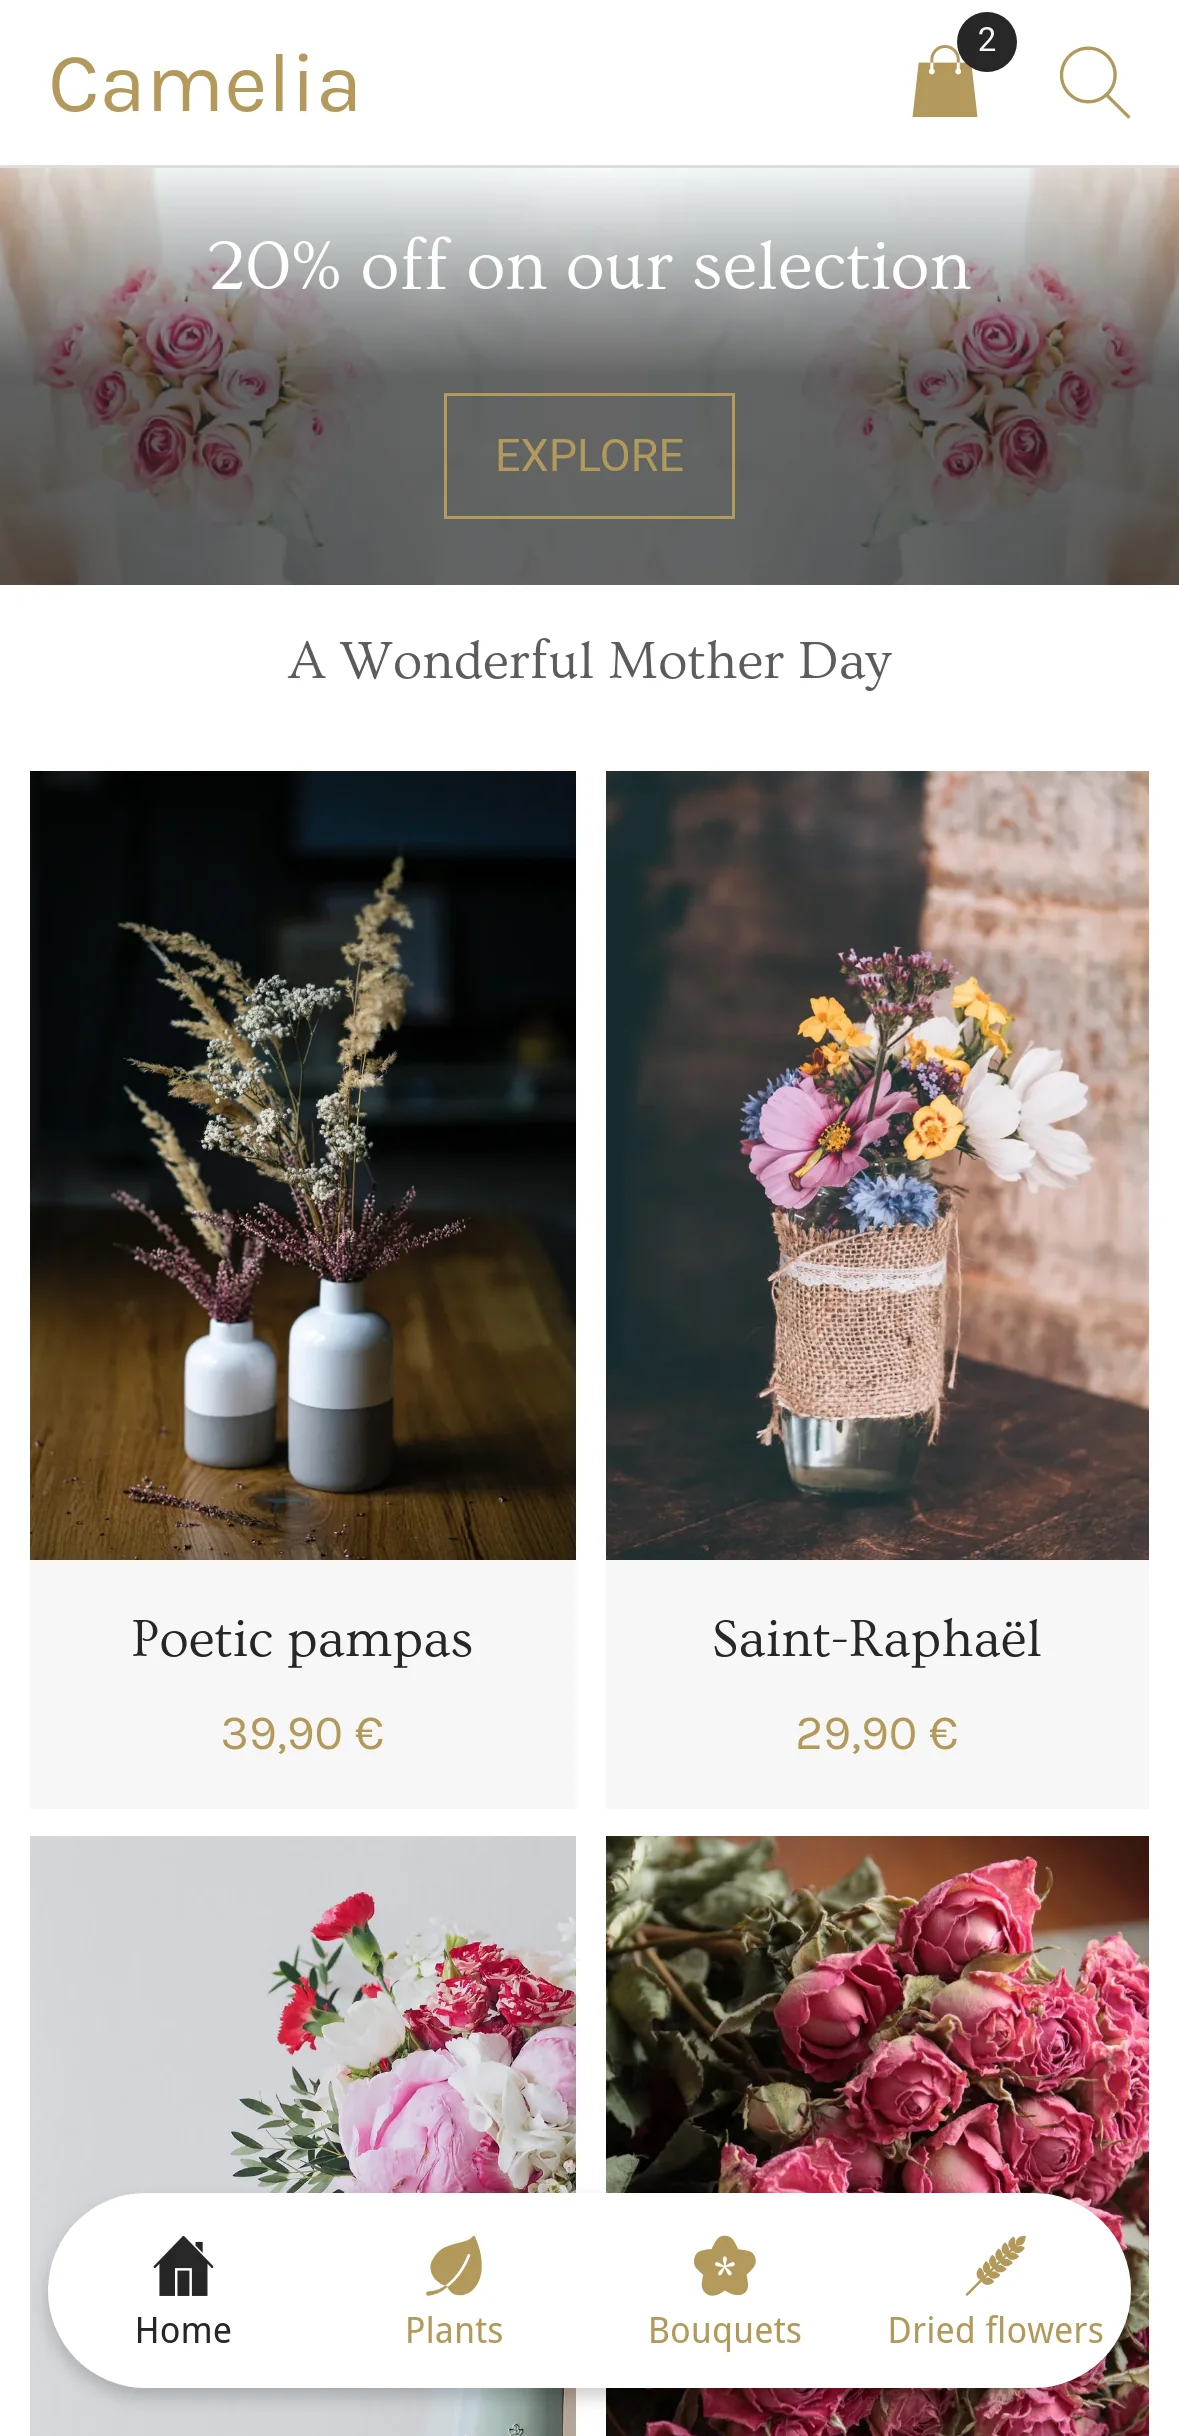 Camelia
2
20% off on our selection
EXPLORE
A Wonderful Mother Day
Poetic pampas
39,90 €
Saint-Raphaël
29,90 €
Home
Plants
Bouquets
Dried flowers